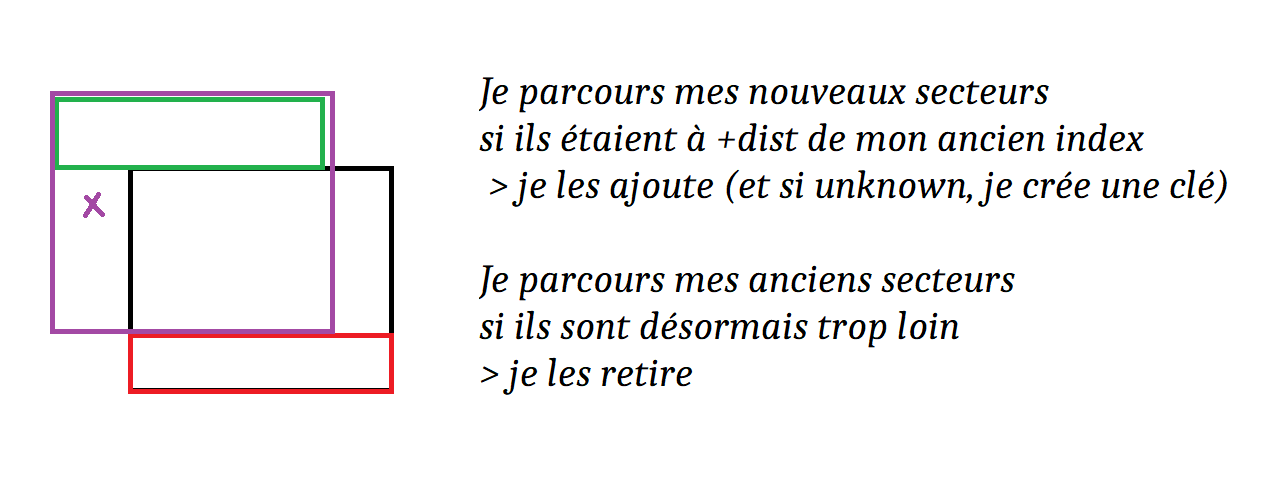 Je parcours mes nouveaux secteurs
si ils étaient à +dist de mon ancien index
> je les ajoute (et si unknown, je crée une clé)
Je parcours mes anciens secteurs
si ils sont désormais trop loin
> je les retire
x